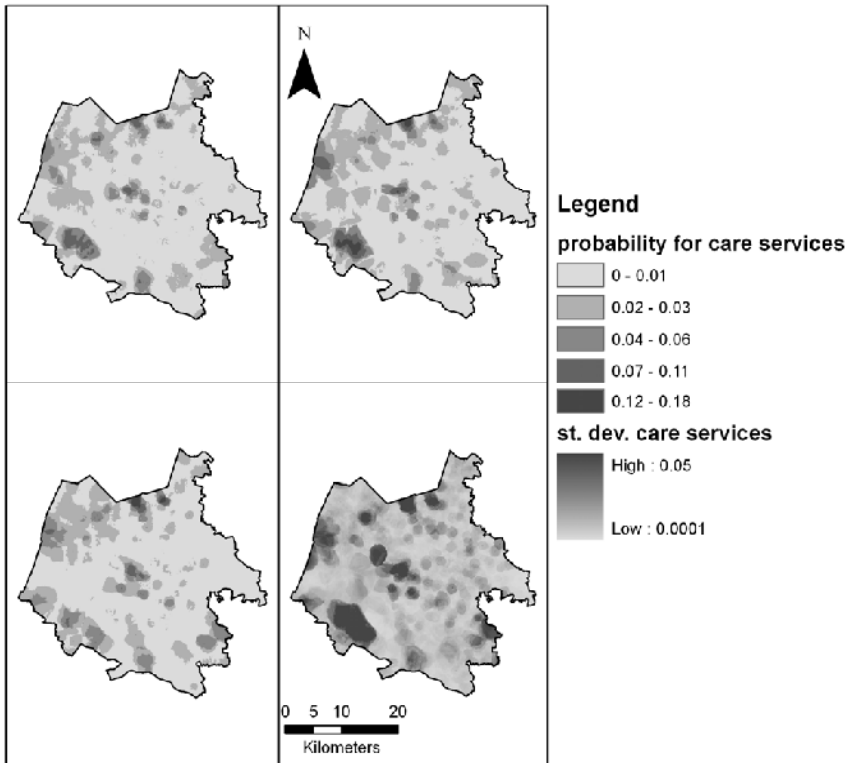 N
Legend
probability for care services
0 - 0.01
0.02 - 0.03
0.04 - 0.06
0.07 - 0.11
0.12 - 0.18
st. dev. care services
High : 0.05
Low : 0.0001
0 5 10 20
Kilometers